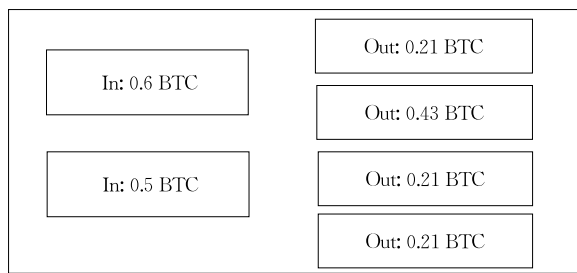 In: 0.6 BTC
In: 0.5 BTC
Out: 0.21 BTC
Out: 0.43 BTC
Out: 0.21 BTC
Out: 0.21 BTC